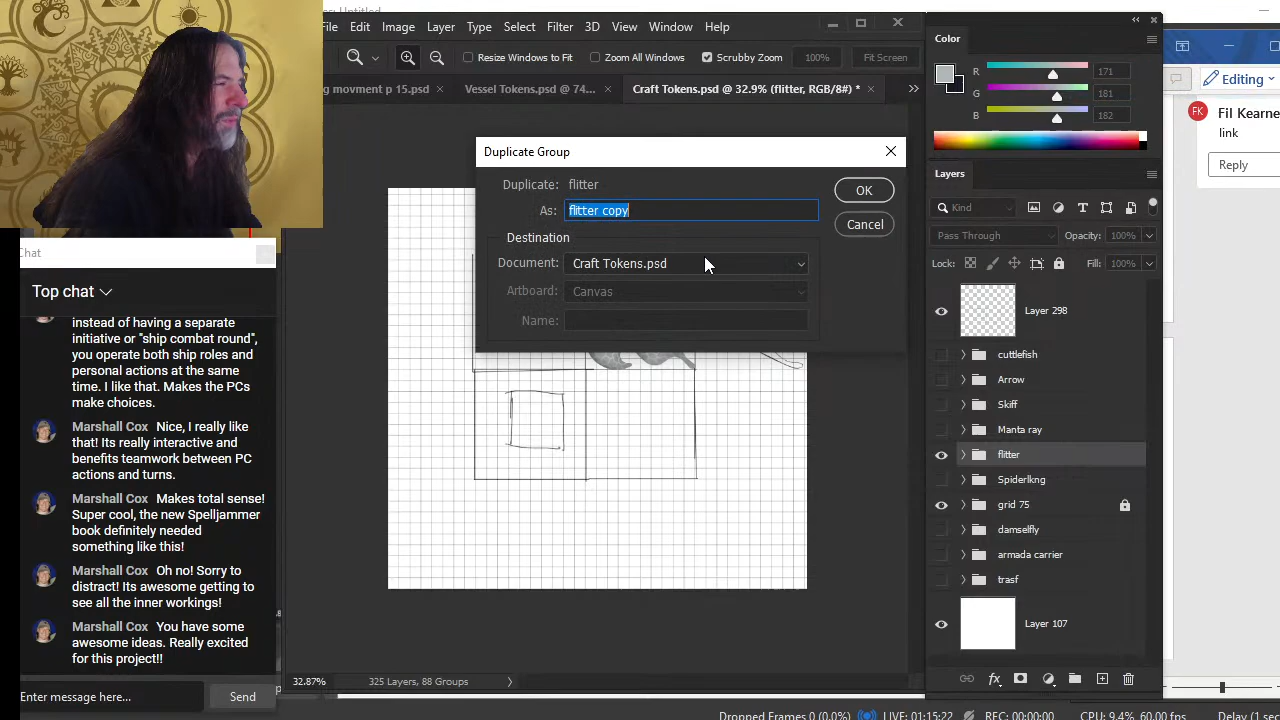 Untitled
File Edit Image Layer Type Select Filter 3D View Window Help
Resize Windows to Fit Zoom All Windows Scrubby Zoom 100% Fit Screen
movment p 15.psd Vessel Tokens.psd @ 74... Craft Tokens.psd @ 32.9% (flitter, RGB/8#) *
Duplicate Group
Duplicate: flitter
As: flitter copy
OK
Cancel
Destination
Document: Craft Tokens.psd
Artboard: Canvas
Name:
32.87% 325 Layers, 88 Groups
Color
R 171
G 181
B 182
Layers
Kind
Pass Through Opacity: 100%
Lock: Fill: 100%
Layer 298
cuttlefish
Arrow
Skiff
Manta ray
flitter
Spiderlkng
grid 75
damselfly
armada carrier
trasf
Layer 107
Editing
FK Fil Kearne
link
Reply
Chat
Top chat
instead of having a separate
initiative or "ship combat round",
you operate both ship roles and
personal actions at the same
time. I like that. Makes the PCs
make choices.
Marshall Cox Nice, I really like
that! Its really interactive and
benefits teamwork between PC
actions and turns.
Marshall Cox Makes total sense!
Super cool, the new Spelljammer
book definitely needed
something like this!
Marshall Cox Oh no! Sorry to
distract! Its awesome getting to
see all the inner workings!
Marshall Cox You have some
awesome ideas. Really excited
for this project!!
Enter message here... Send
Dropped Frames 0 (0.0%) LIVE: 01:15:22 REC: 00:00:00 CPU: 9.4%, 60.00 fps
Delay (1 sec